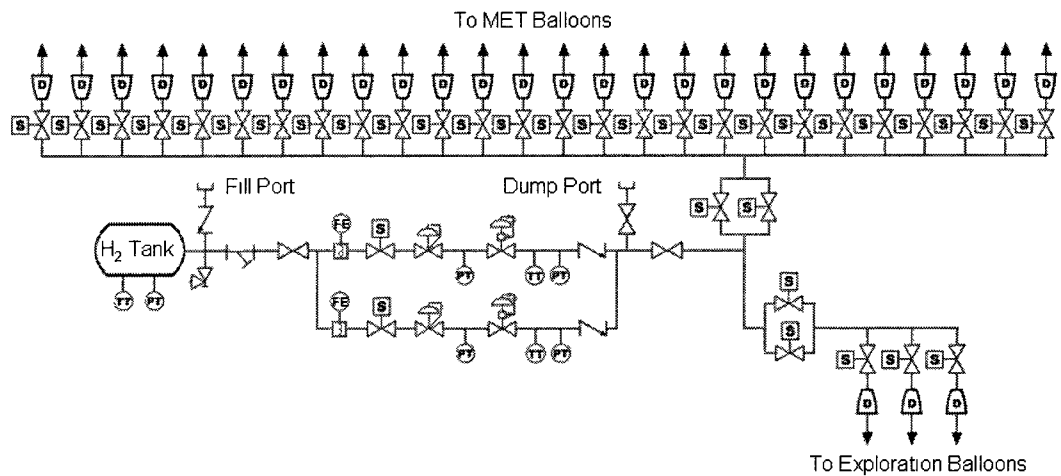 To MET Balloons
D D D D D D D D D D D D D D D D D D D D D D D D D D
S S S S S S S S S S S S S S S S S S S S S S S S S S
Fill Port
Dump Port
S S
FE S
H₂ Tank
PT TT PT
TT PT
S
FE S
S
PT TT PT
S S S
D D D
To Exploration Balloons